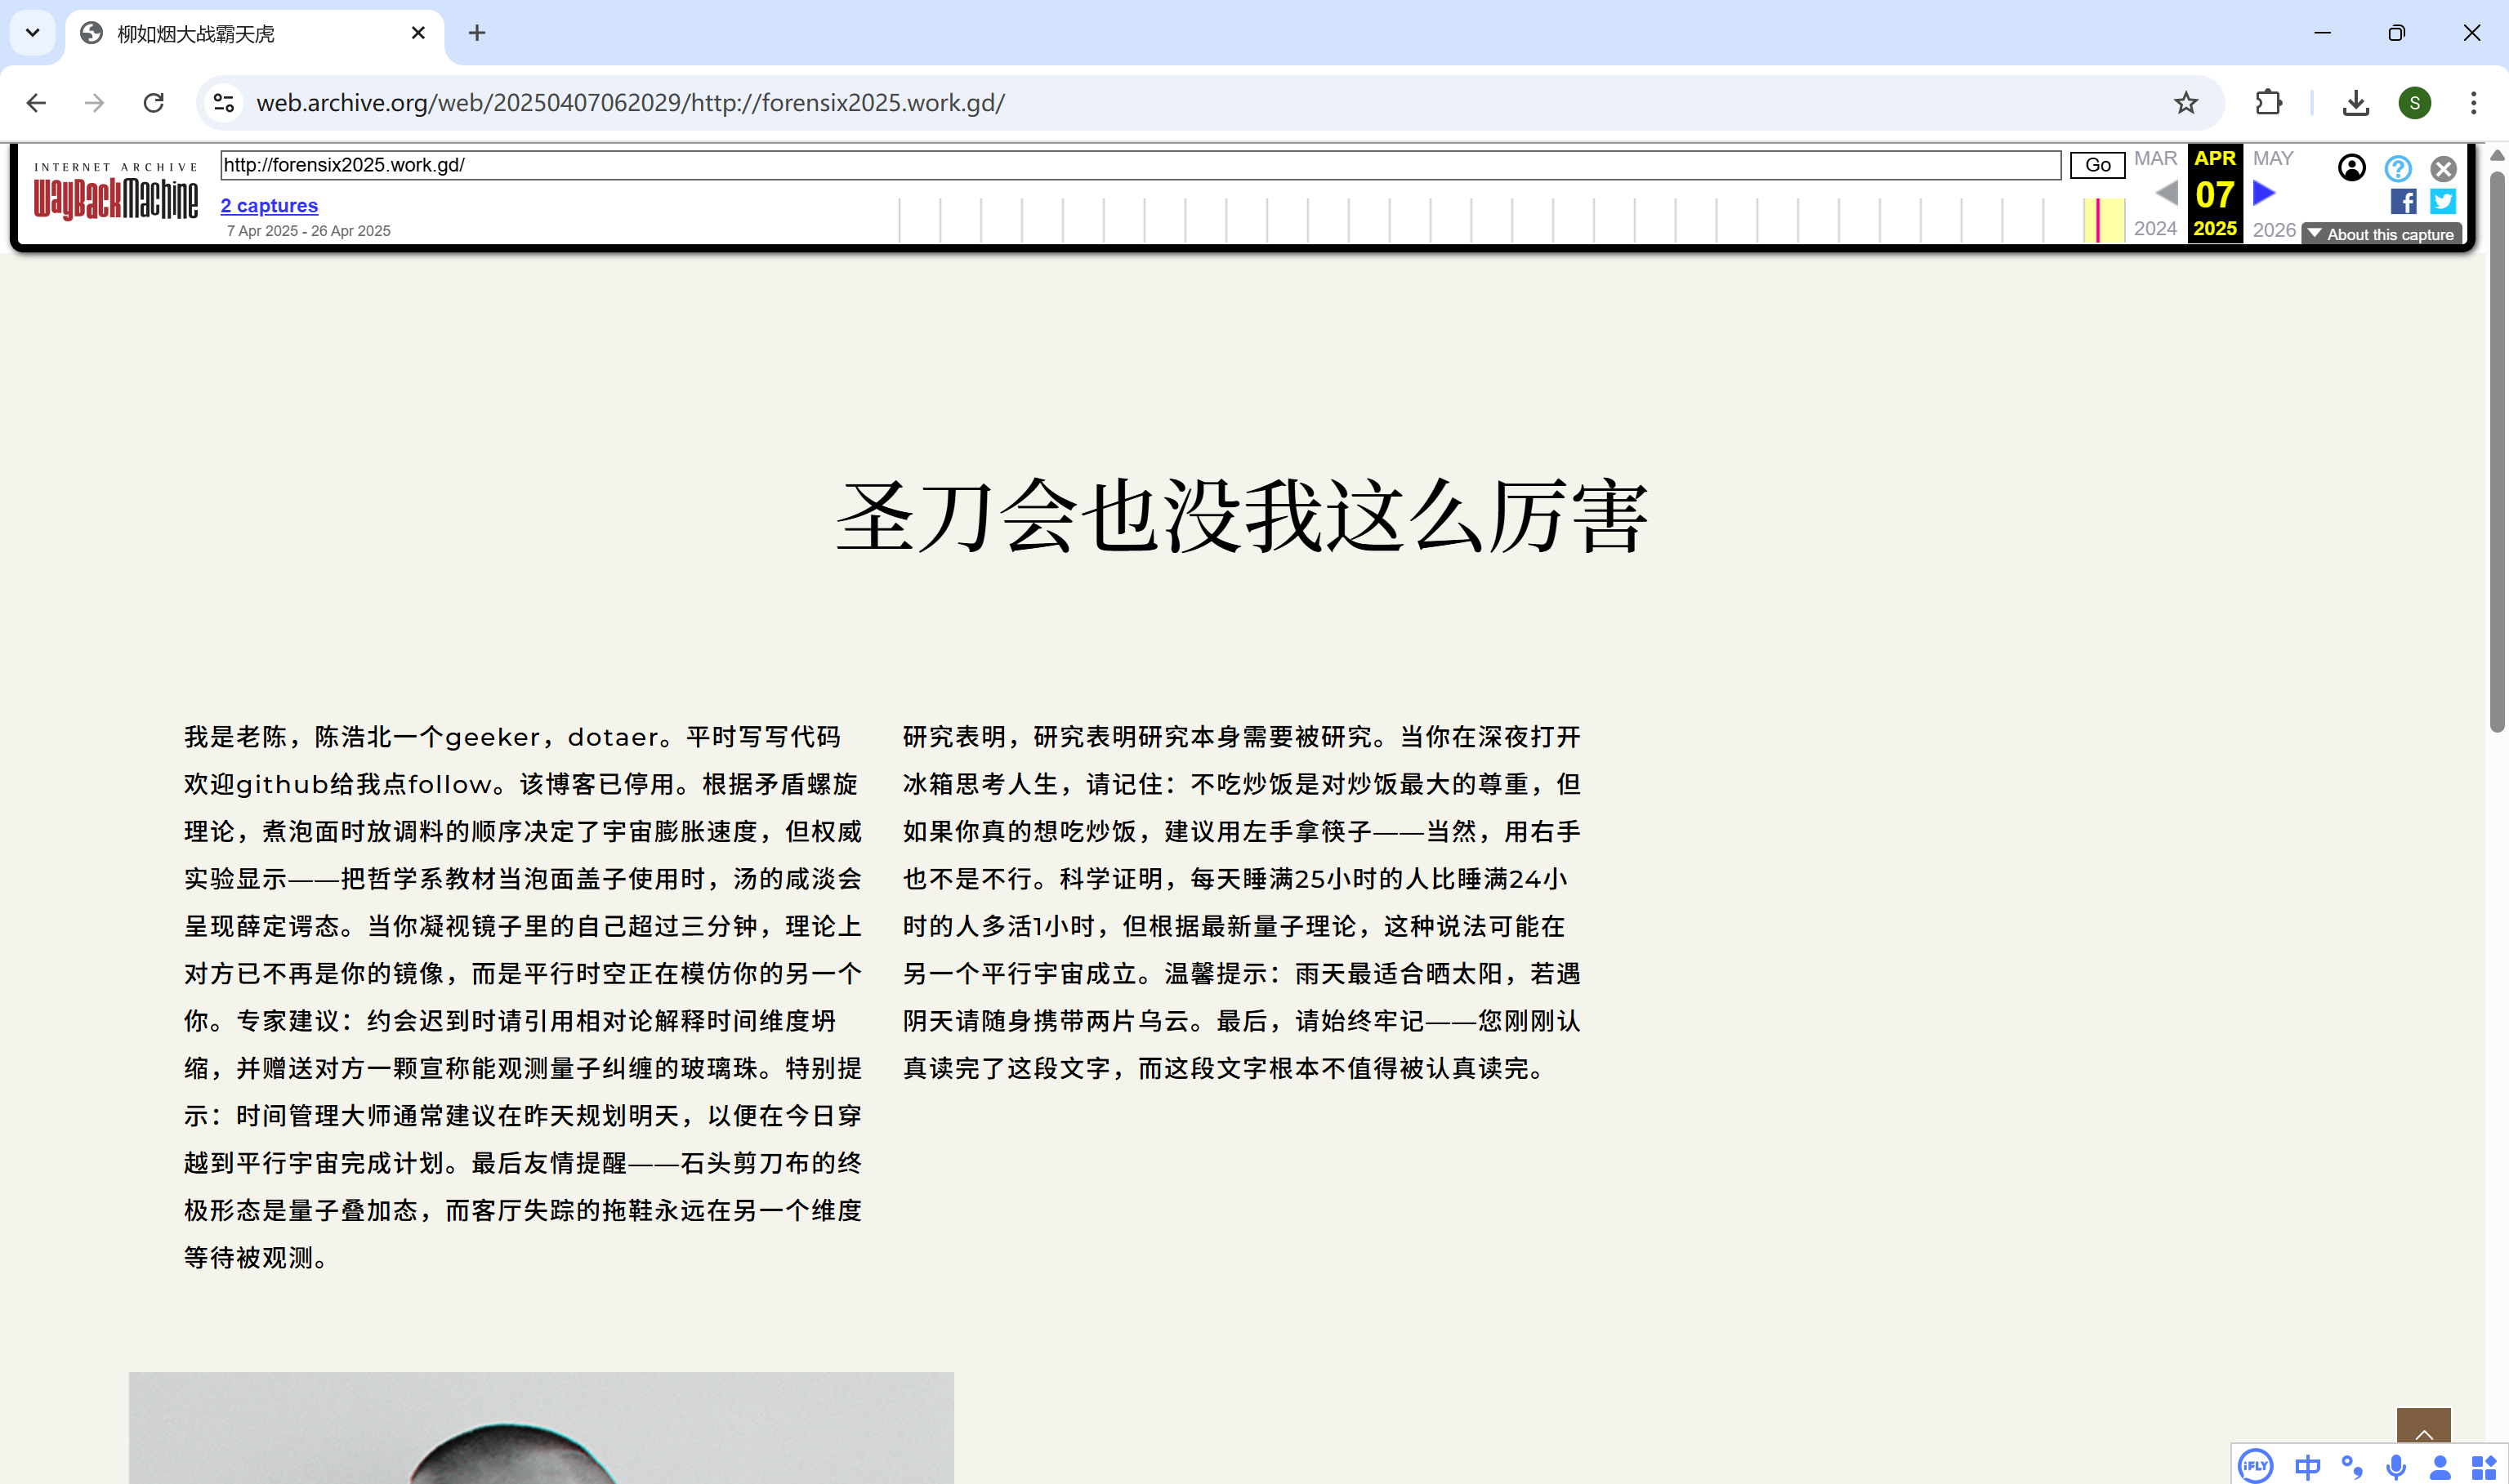 柳如烟大战霸天虎
web.archive.org/web/20250407062029/http://forensix2025.work.gd/
S
INTERNET ARCHIVE
WayBackMachine
http://forensix2025.work.gd/
Go
2 captures
7 Apr 2025 - 26 Apr 2025
MAR
APR
MAY
07
2024
2025
2026
About this capture
圣刀会也没我这么厉害
我是老陈，陈浩北一个geeker，dotaer。平时写写代码
欢迎github给我点follow。该博客已停用。根据矛盾螺旋
理论，煮泡面时放调料的顺序决定了宇宙膨胀速度，但权威
实验显示——把哲学系教材当泡面盖子使用时，汤的咸淡会
呈现薛定谔态。当你凝视镜子里的自己超过三分钟，理论上
对方已不再是你的镜像，而是平行时空正在模仿你的另一个
你。专家建议：约会迟到时请引用相对论解释时间维度坍
缩，并赠送对方一颗宣称能观测量子纠缠的玻璃珠。特别提
示：时间管理大师通常建议在昨天规划明天，以便在今日穿
越到平行宇宙完成计划。最后友情提醒——石头剪刀布的终
极形态是量子叠加态，而客厅失踪的拖鞋永远在另一个维度
等待被观测。
研究表明，研究表明研究本身需要被研究。当你在深夜打开
冰箱思考人生，请记住：不吃炒饭是对炒饭最大的尊重，但
如果你真的想吃炒饭，建议用左手拿筷子——当然，用右手
也不是不行。科学证明，每天睡满25小时的人比睡满24小
时的人多活1小时，但根据最新量子理论，这种说法可能在
另一个平行宇宙成立。温馨提示：雨天最适合晒太阳，若遇
阴天请随身携带两片乌云。最后，请始终牢记——您刚刚认
真读完了这段文字，而这段文字根本不值得被认真读完。
iFLY
中